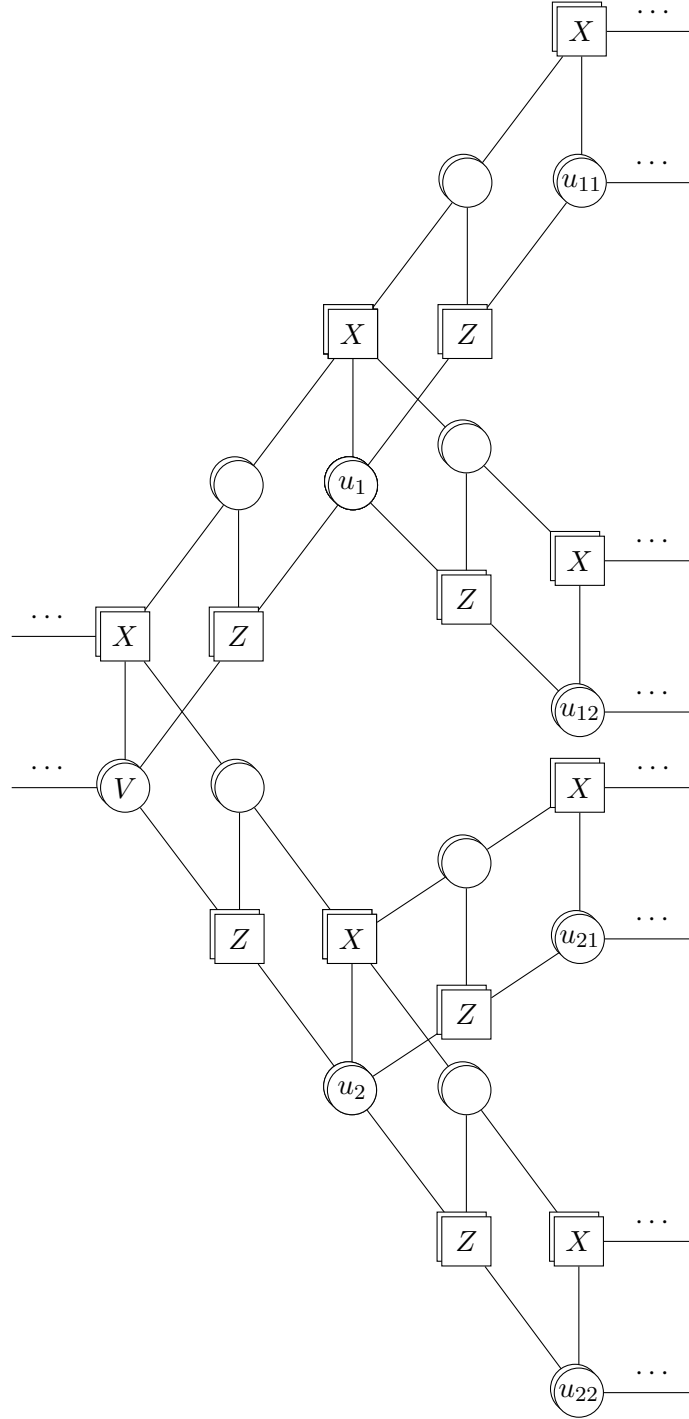 X ···
··· u₁₁
X Z
···
u₁ X
··· X Z Z
··· V u₁₂ ···
X ···
Z X u₂₁ ···
Z
u₂
Z X ···
u₂₂ ···